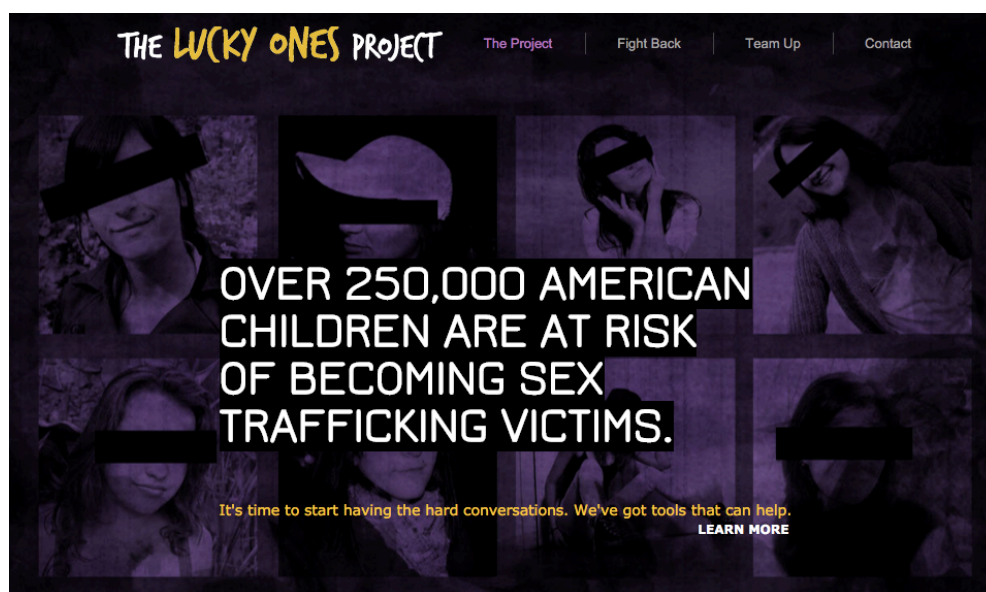 THE LUCKY ONES PROJECT
The Project
Fight Back
Team Up
Contact
OVER 250,000 AMERICAN
CHILDREN ARE AT RISK
OF BECOMING SEX
TRAFFICKING VICTIMS.
It's time to start having the hard conversations. We've got tools that can help.
LEARN MORE